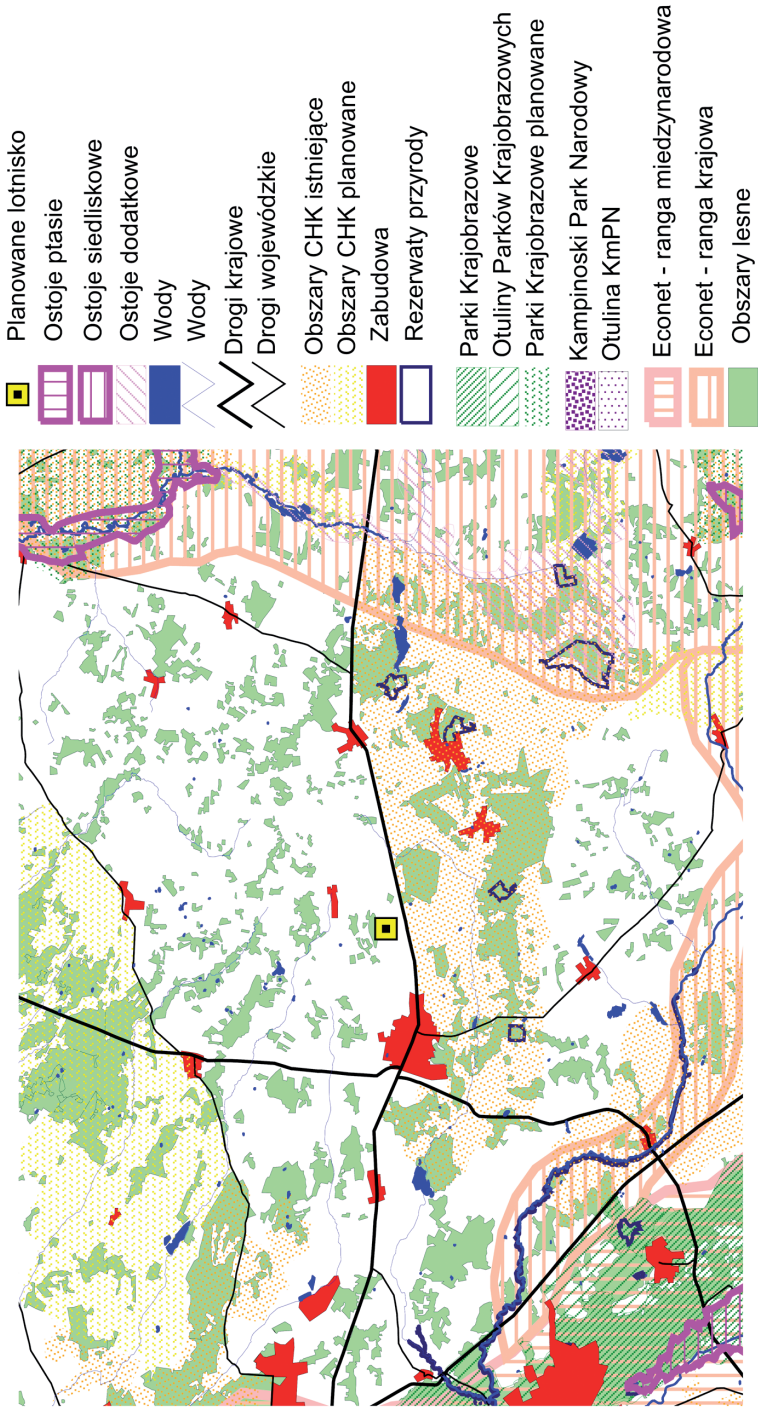 Planowane lotnisko
Ostoje ptasie
Ostoje siedliskowe
Ostoje dodatkowe
Wody
Wody
Drogi krajowe
Drogi wojewódzkie
Obszary CHK istniejące
Obszary CHK planowane
Zabudowa
Rezerwaty przyrody
Parki Krajobrazowe
Otuliny Parków Krajobrazowych
Parki Krajobrazowe planowane
Kampinoski Park Narodowy
Otulina KmPN
Econet - ranga miedzynarodowa
Econet - ranga krajowa
Obszary lesne